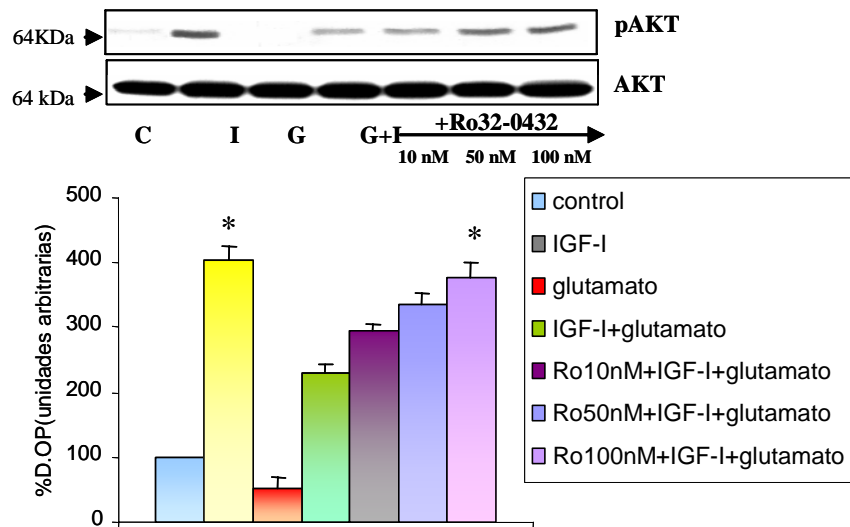 64KDa
pAKT
64 kDa
AKT
C I G G+I +Ro32-0432
10 nM 50 nM 100 nM
%D.OP(unidades arbitrarias)
500
400
300
200
100
0
*
*
control
IGF-I
glutamato
IGF-I+glutamato
Ro10nM+IGF-I+glutamato
Ro50nM+IGF-I+glutamato
Ro100nM+IGF-I+glutamato